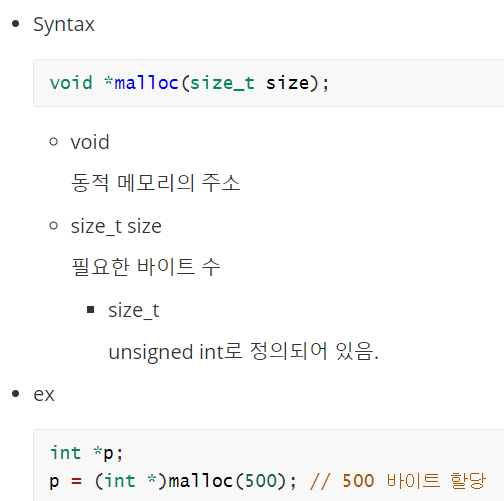 Syntax
void *malloc(size_t size);
void
동적 메모리의 주소
size_t size
필요한 바이트 수
size_t
unsigned int로 정의되어 있음.
ex
int *p;
p = (int *)malloc(500); // 500 바이트 할당